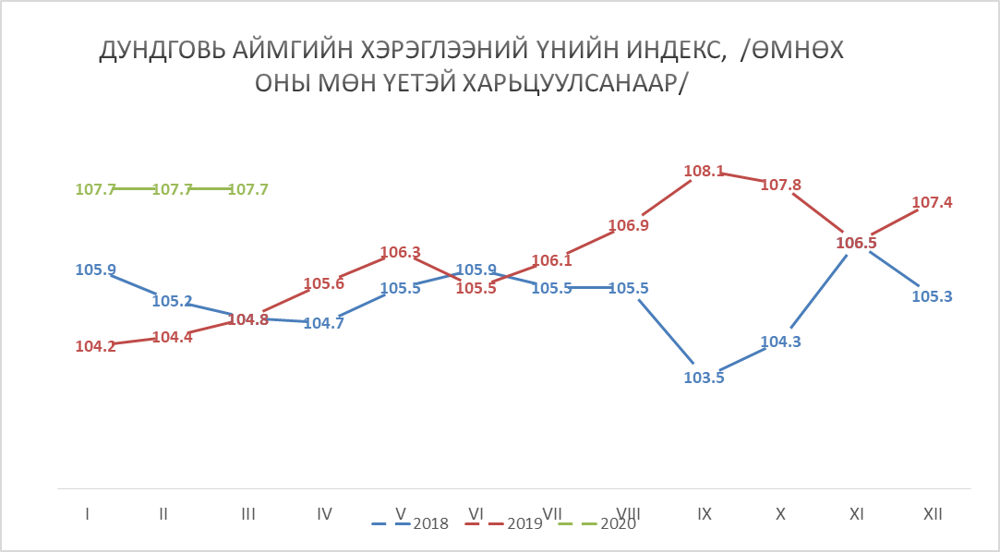 ДУНДГОВЬ АЙМГИЙН ХЭРЭГЛЭЭНИЙ ҮНИЙН ИНДЕКС, /ӨМНӨХ
ОНЫ МӨН ҮЕТЭЙ ХАРЬЦУУЛСАНААР/
108.1
107.7 107.7 107.7 107.8
107.4
106.9
106.3 106.5
105.9 105.9 106.1
105.6
105.2 105.5 105.5 105.5 105.5 105.3
104.8 104.7
104.2 104.4 104.3
103.5
I II III IV V VI VII VIII IX X XI XII
2018 2019 2020